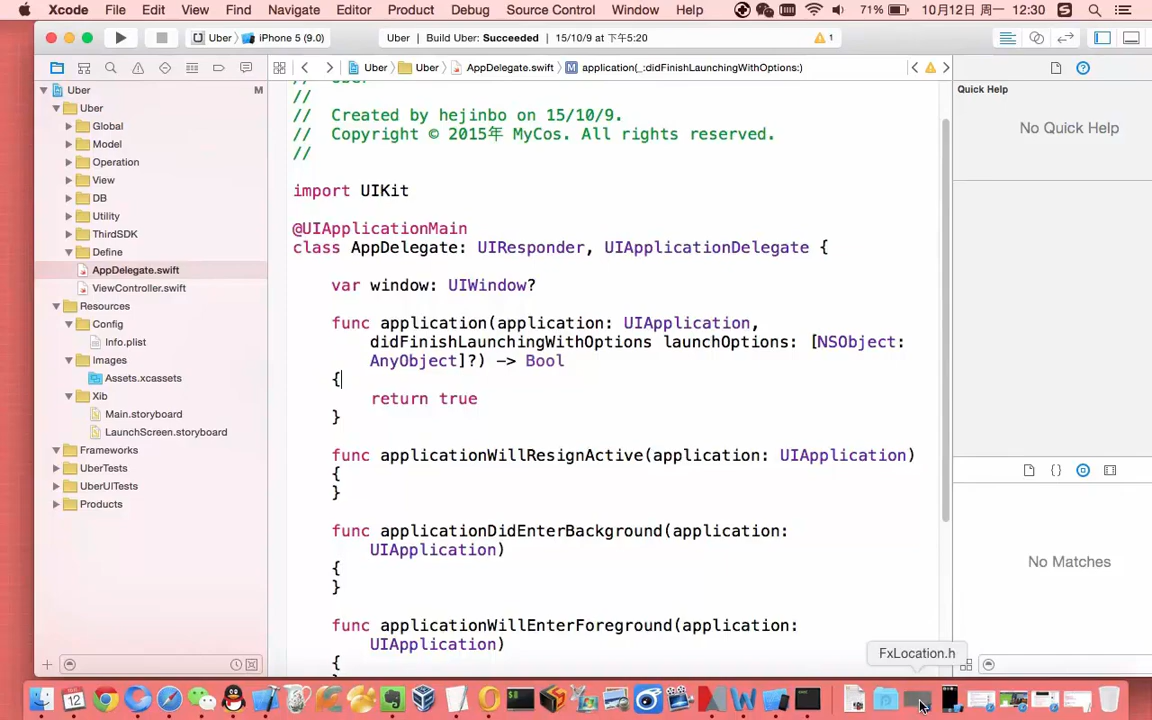 Xcode File Edit View Find Navigate Editor Product Debug Source Control Window Help 71% 10月12日 周一 12:30
Uber iPhone 5 (9.0) Uber | Build Uber: Succeeded | 15/10/9 at 下午5:20 1
Uber Uber AppDelegate.swift M application(_:didFinishLaunchingWithOptions:)
Uber M
Uber
Global
Model
Operation
View
DB
Utility
ThirdSDK
Define
AppDelegate.swift
ViewController.swift
Resources
Config
Info.plist
Images
Assets.xcassets
Xib
Main.storyboard
LaunchScreen.storyboard
Frameworks
UberTests
UberUITests
Products
//
// Created by hejinbo on 15/10/9.
// Copyright © 2015年 MyCos. All rights reserved.
//
import UIKit
@UIApplicationMain
class AppDelegate: UIResponder, UIApplicationDelegate {
var window: UIWindow?
func application(application: UIApplication,
didFinishLaunchingWithOptions launchOptions: [NSObject:
AnyObject]?) -> Bool
{
return true
}
func applicationWillResignActive(application: UIApplication)
{
}
func applicationDidEnterBackground(application:
UIApplication)
{
}
func applicationWillEnterForeground(application:
UIApplication)
{
Quick Help
No Quick Help
No Matches
FxLocation.h